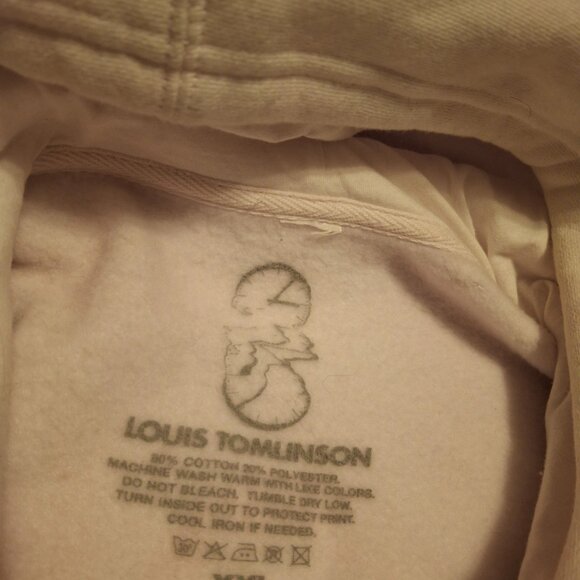 LOUIS TOMLINSON
80% COTTON 20% POLYESTER.
MACHINE WASH WARM WITH LIKE COLORS.
DO NOT BLEACH. TUMBLE DRY LOW.
TURN INSIDE OUT TO PROTECT PRINT.
COOL IRON IF NEEDED.